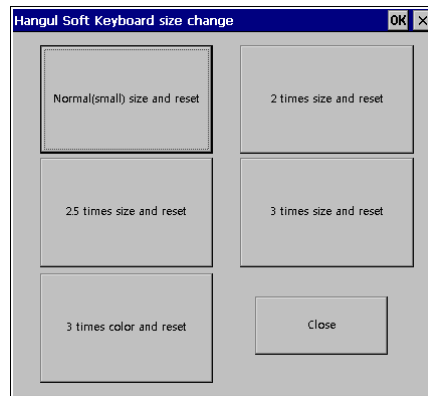 Hangul Soft Keyboard size change OK ×
Normal(small) size and reset
2 times size and reset
2.5 times size and reset
3 times size and reset
3 times color and reset
Close